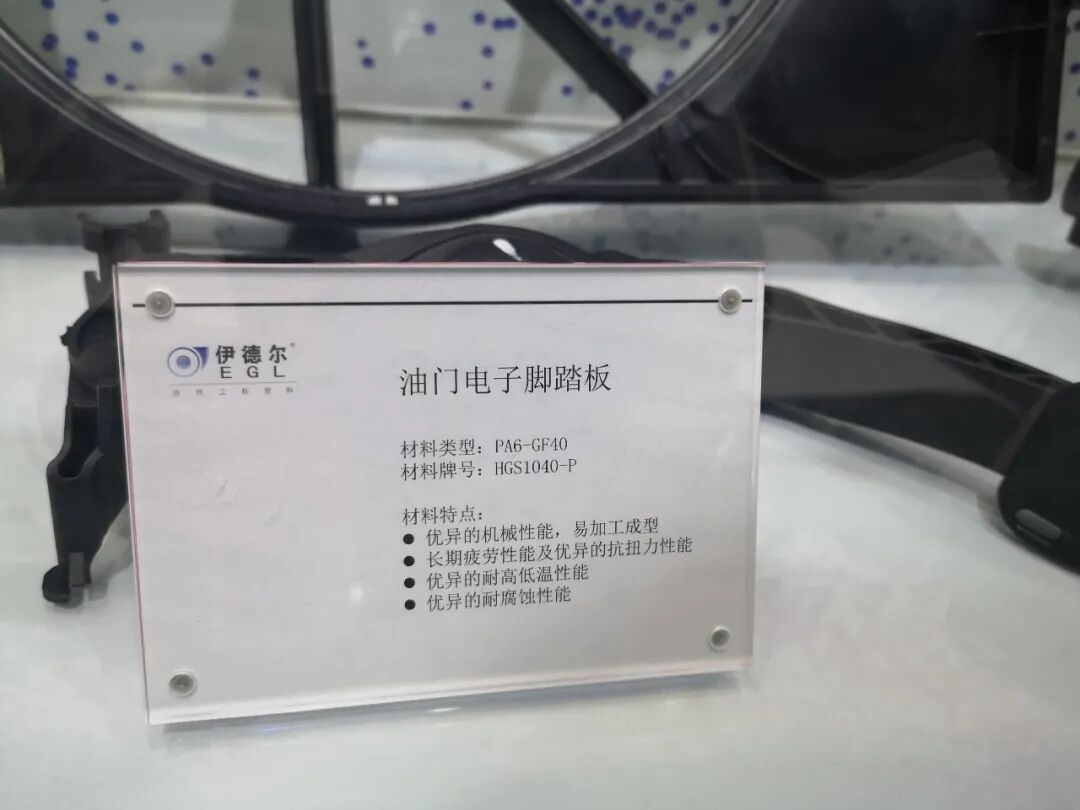 伊德尔®
EGL
油门电子脚踏板
材料类型：PA6-GF40
材料牌号：HGS1040-P
材料特点：
● 优异的机械性能，易加工成型
● 长期疲劳性能及优异的抗扭力性能
● 优异的耐高低温性能
● 优异的耐腐蚀性能